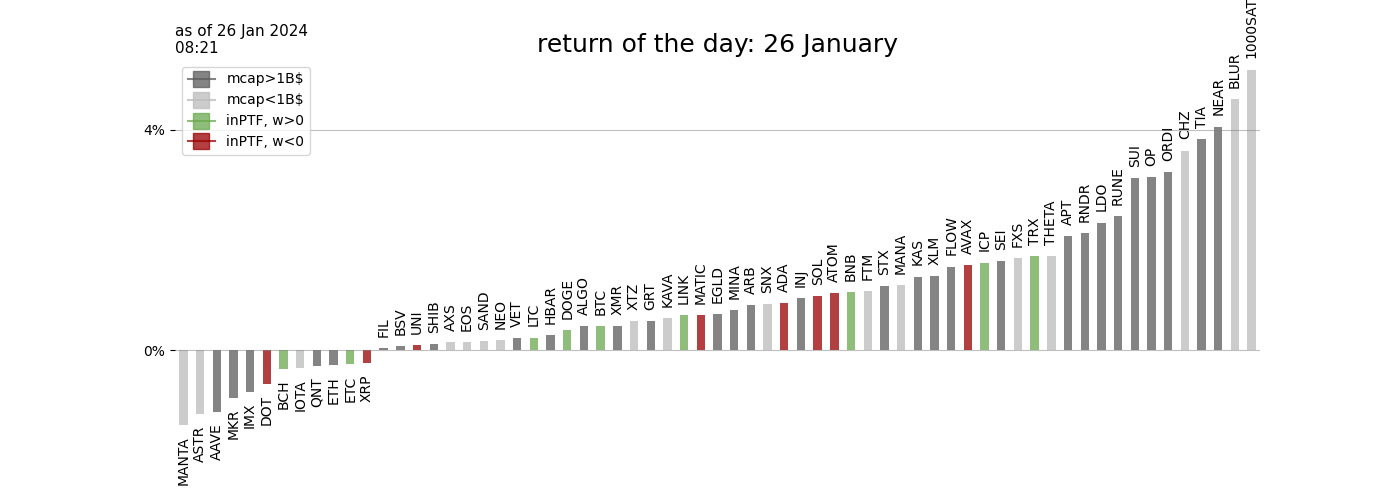 as of 26 Jan 2024
08:21
return of the day: 26 January
mcap>1B$
mcap<1B$
inPTF, w>0
inPTF, w<0
4%
0%
MANTA
ASTR
AAVE
MKR
IMX
DOT
BCH
IOTA
QNT
ETH
ETC
XRP
FIL
BSV
UNI
SHIB
AXS
EOS
SAND
NEO
VET
LTC
HBAR
DOGE
ALGO
BTC
XMR
XTZ
GRT
KAVA
LINK
MATIC
EGLD
MINA
ARB
SNX
ADA
INJ
SOL
ATOM
BNB
FTM
STX
MANA
KAS
XLM
FLOW
AVAX
ICP
SEI
FXS
TRX
THETA
APT
RNDR
LDO
RUNE
SUI
OP
ORDI
CHZ
TIA
NEAR
BLUR
1000SAT